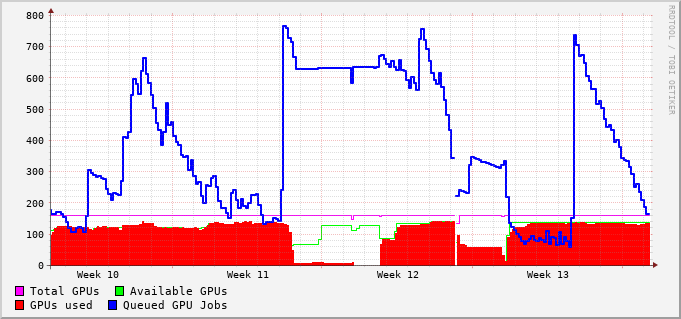 800
700
600
500
400
300
200
100
0
Week 10 Week 11 Week 12 Week 13
Total GPUs Available GPUs
GPUs used Queued GPU Jobs
RRDTOOL / TOBI OETIKER